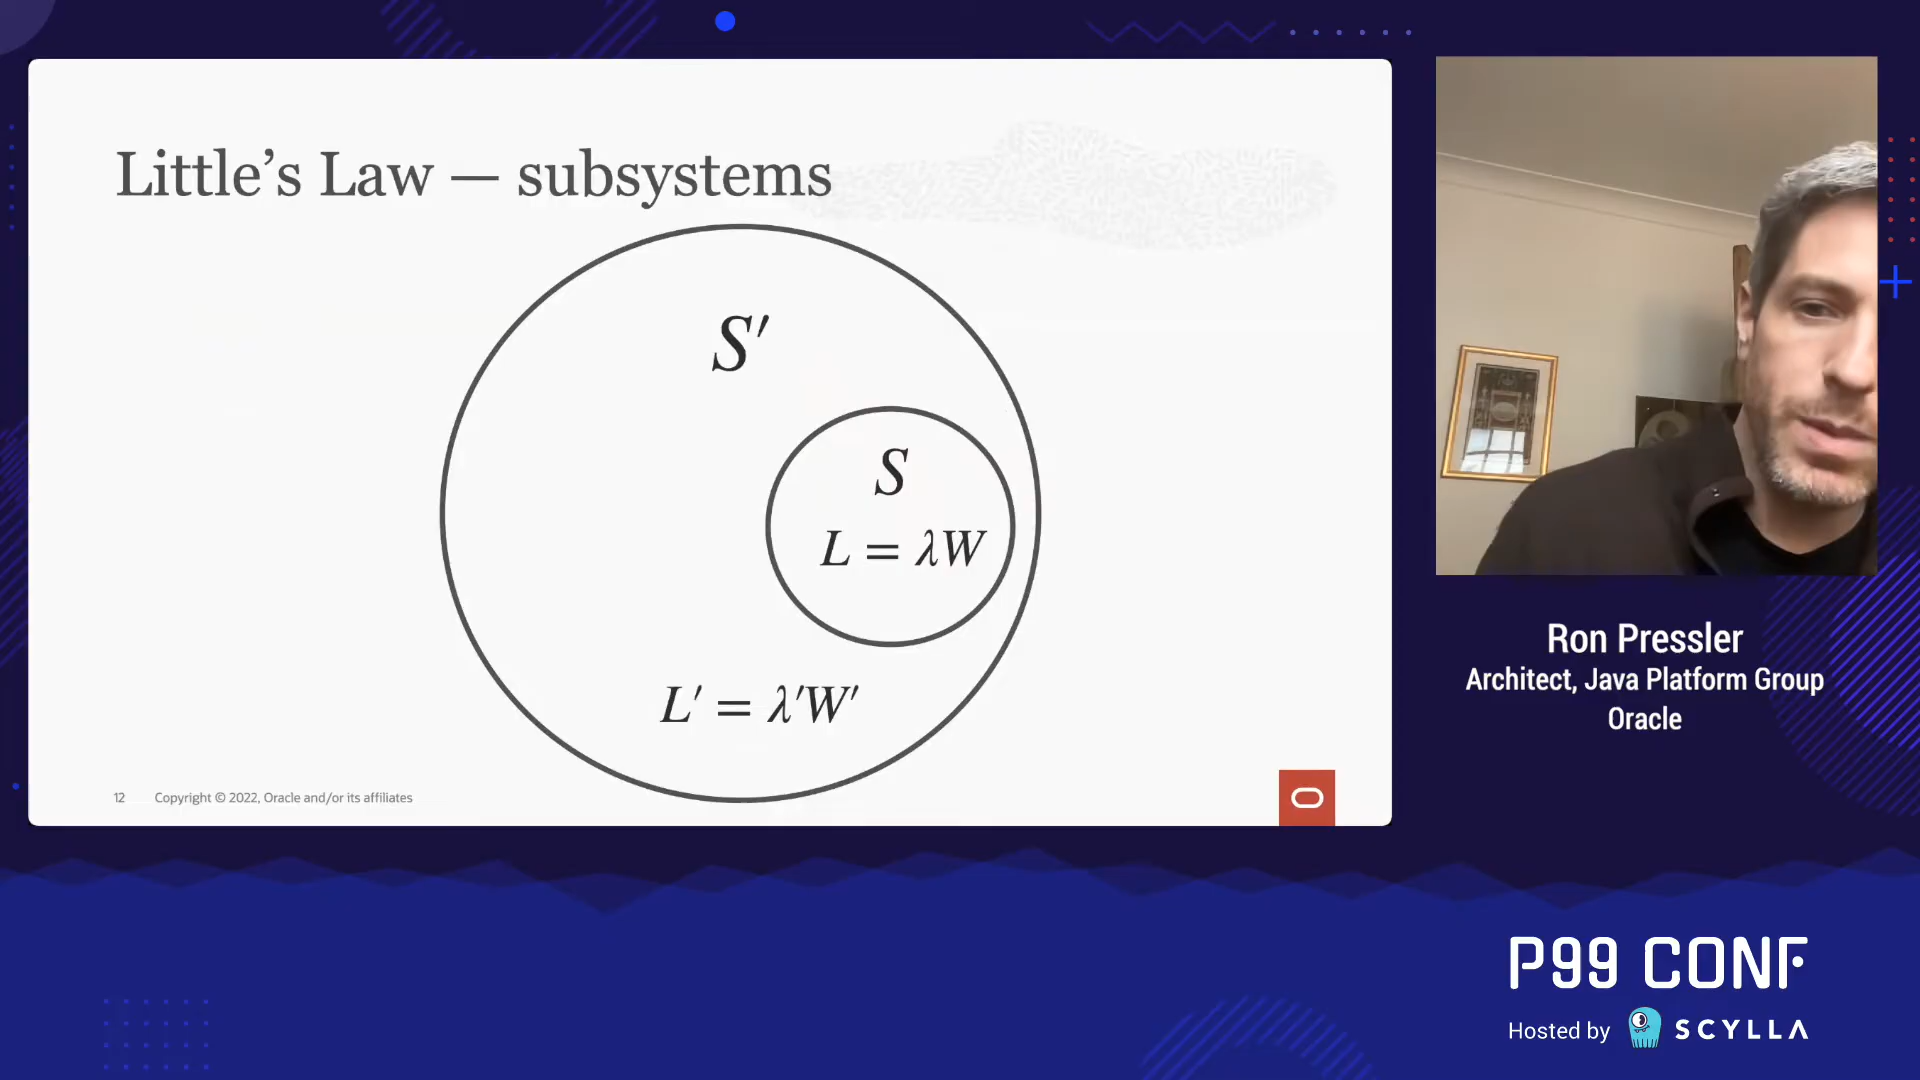 Little’s Law — subsystems
S′
S
L = λW
L′ = λ′W′
12 Copyright © 2022, Oracle and/or its affiliates
Ron Pressler
Architect, Java Platform Group
Oracle
P99 CONF
Hosted by SCYLLA